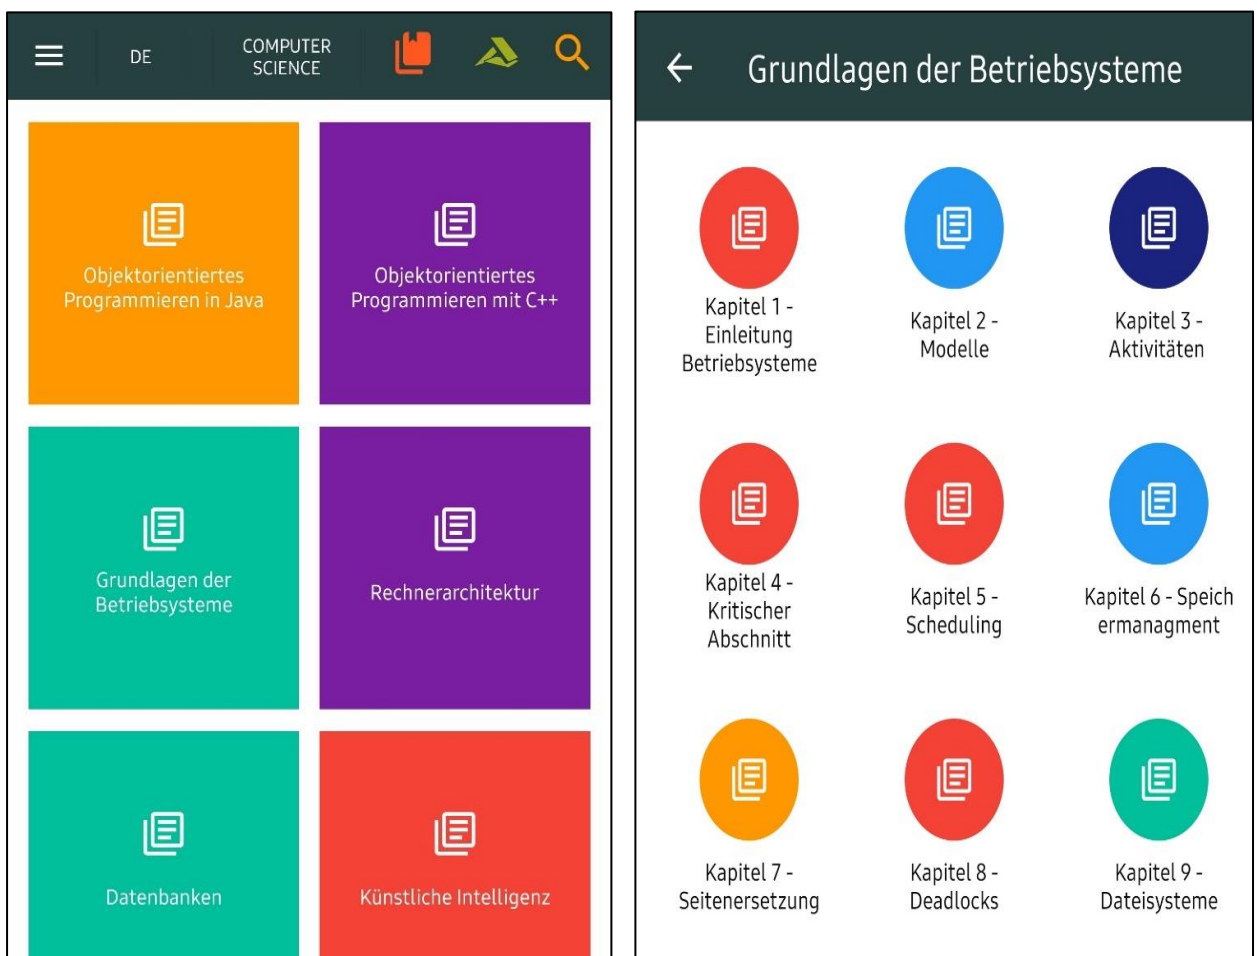 DE
COMPUTER
SCIENCE
Objektorientiertes
Programmieren in Java
Objektorientiertes
Programmieren mit C++
Grundlagen der
Betriebsysteme
Rechnerarchitektur
Datenbanken
Künstliche Intelligenz
Grundlagen der Betriebsysteme
Kapitel 1 -
Einleitung
Betriebsysteme
Kapitel 2 -
Modelle
Kapitel 3 -
Aktivitäten
Kapitel 4 -
Kritischer
Abschnitt
Kapitel 5 -
Scheduling
Kapitel 6 - Speich
ermanagment
Kapitel 7 -
Seitenersetzung
Kapitel 8 -
Deadlocks
Kapitel 9 -
Dateisysteme